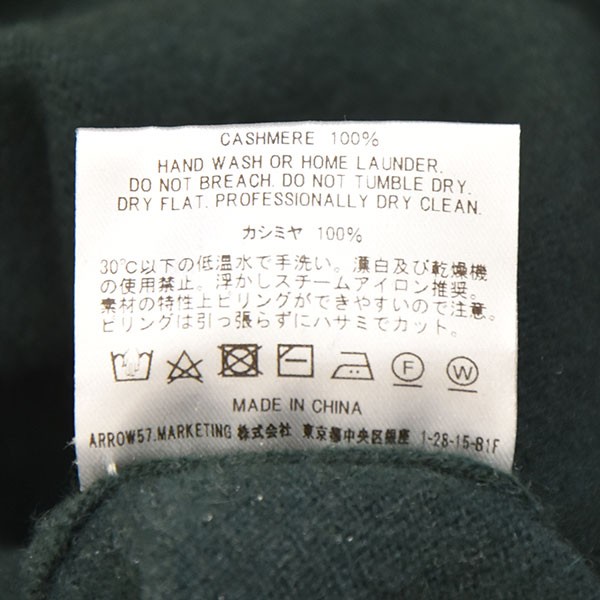 CASHMERE 100%
HAND WASH OR HOME LAUNDER.
DO NOT BREACH. DO NOT TUMBLE DRY.
DRY FLAT. PROFESSIONALLY DRY CLEAN.
カシミヤ 100%
30℃以下の低温水で手洗い。漂白及び乾燥機
の使用禁止。浮かしスチームアイロン推奨。
素材の特性上ピリングができやすいので注意。
ピリングは引っ張らずにハサミでカット。
F W
MADE IN CHINA
ARROW57.MARKETING 株式会社 東京都中央区銀座 1-28-15-B1F